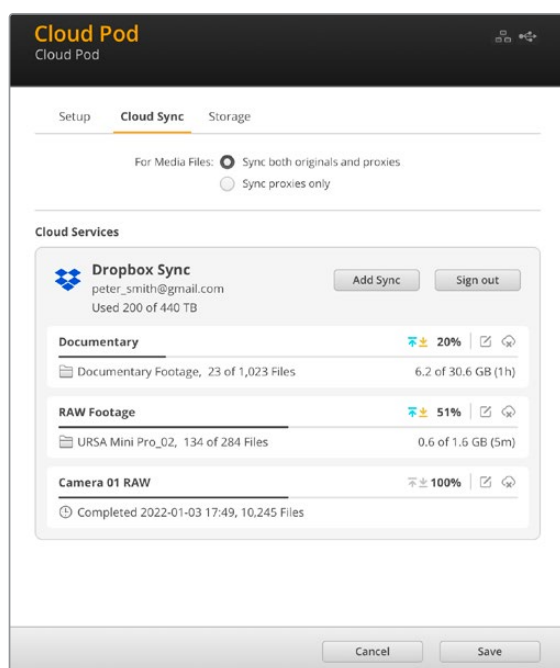 Cloud Pod
Cloud Pod
Setup Cloud Sync Storage
For Media Files: Sync both originals and proxies
Sync proxies only
Cloud Services
Dropbox Sync
peter_smith@gmail.com
Used 200 of 440 TB
Add Sync Sign out
Documentary 20%
Documentary Footage, 23 of 1,023 Files 6.2 of 30.6 GB (1h)
RAW Footage 51%
URSA Mini Pro_02, 134 of 284 Files 0.6 of 1.6 GB (5m)
Camera 01 RAW 100%
Completed 2022-01-03 17:49, 10,245 Files
Cancel Save